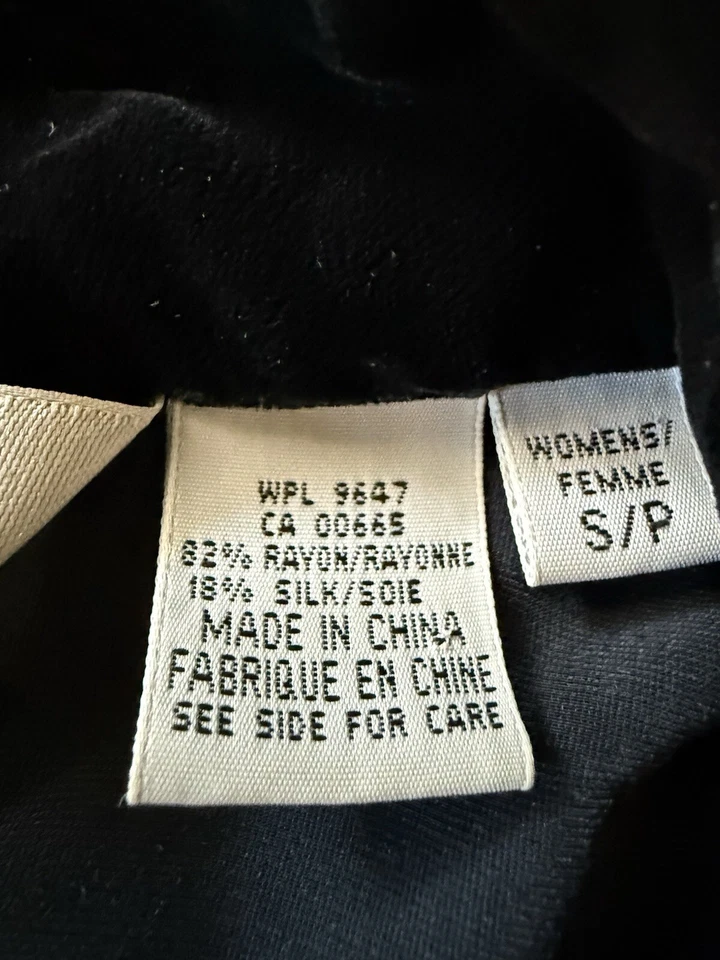 WPL 9647
CA 00665
82% RAYON/RAYONNE
18% SILK/SOIE
MADE IN CHINA
FABRIQUE EN CHINE
SEE SIDE FOR CARE
WOMENS/
FEMME
S/P